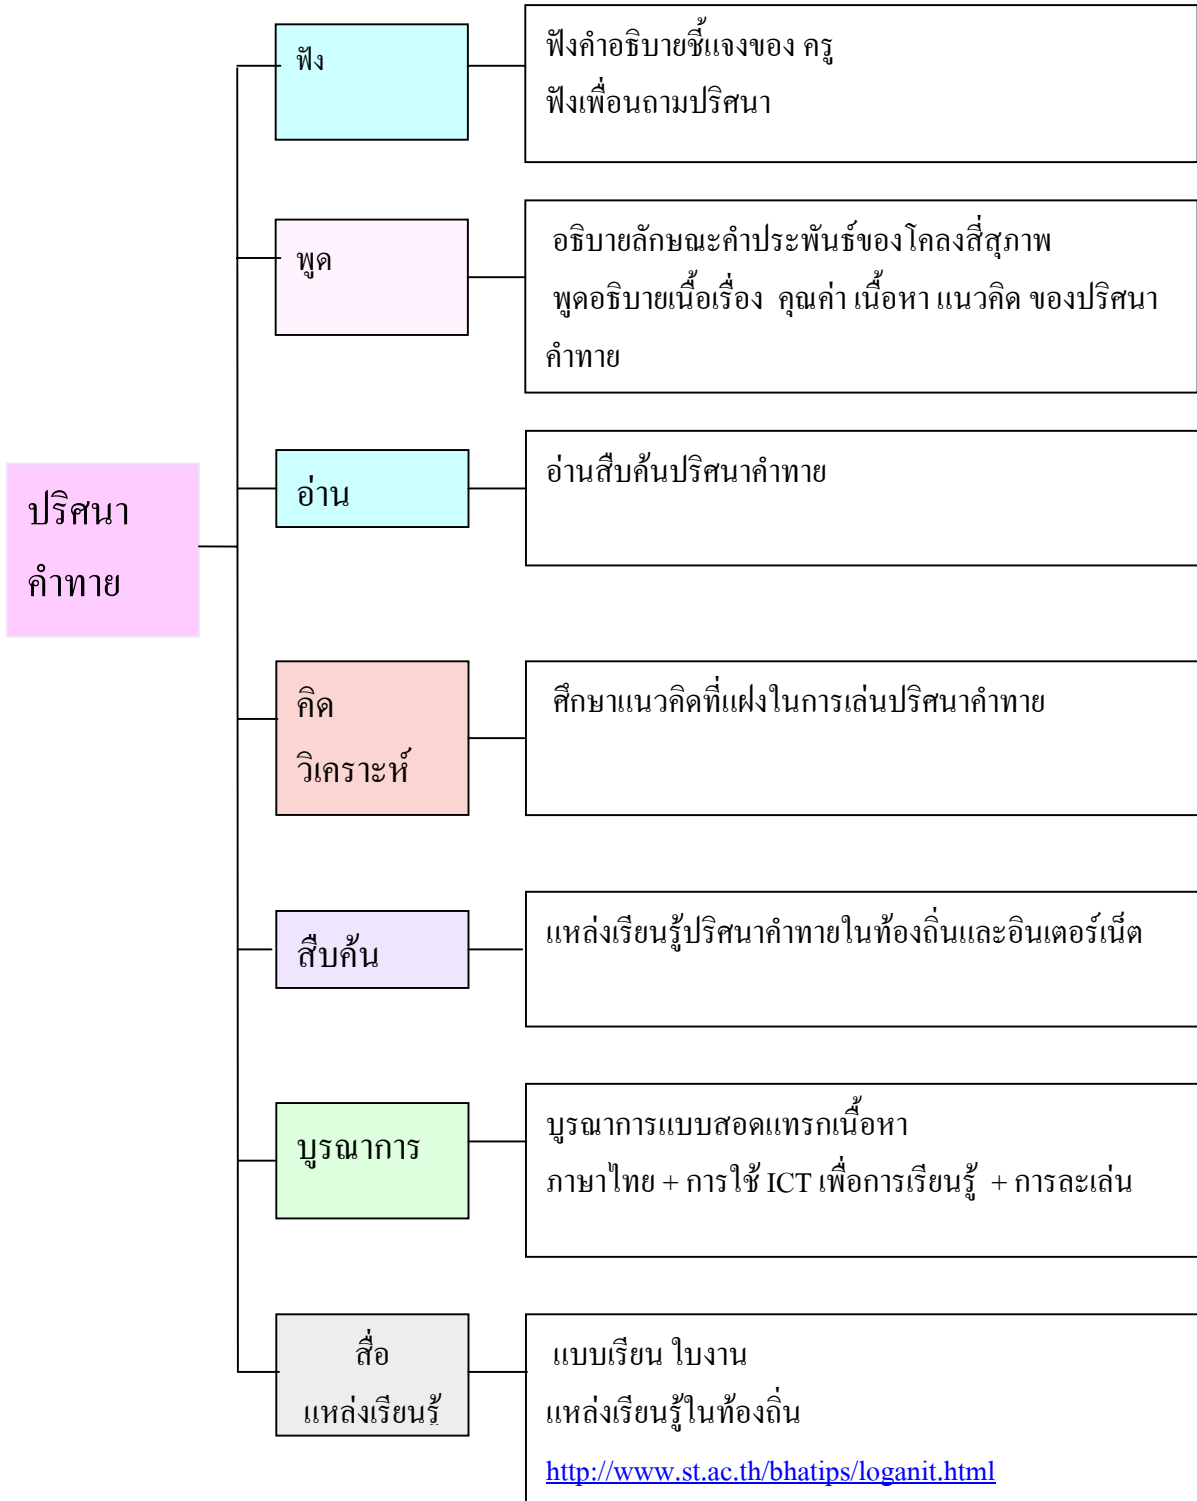 ฟัง
ฟังคำอธิบายชี้แจงของ ครู
ฟังเพื่อนถามปริศนา
พูด
อธิบายลักษณะคำประพันธ์ของโคลงสี่สุภาพ
พูดอธิบายเนื้อเรื่อง คุณค่า เนื้อหา แนวคิด ของปริศนา
คำทาย
อ่าน
อ่านสืบค้นปริศนาคำทาย
ปริศนา
คำทาย
คิด
วิเคราะห์
ศึกษาแนวคิดที่แฝงในการเล่นปริศนาคำทาย
สืบค้น
แหล่งเรียนรู้ปริศนาคำทายในท้องถิ่นและอินเตอร์เน็ต
บูรณาการ
บูรณาการแบบสอดแทรกเนื้อหา
ภาษาไทย + การใช้ ICT เพื่อการเรียนรู้ + การละเล่น
สื่อ
แหล่งเรียนรู้
แบบเรียน ใบงาน
แหล่งเรียนรู้ในท้องถิ่น
http://www.st.ac.th/bhatips/loganit.html